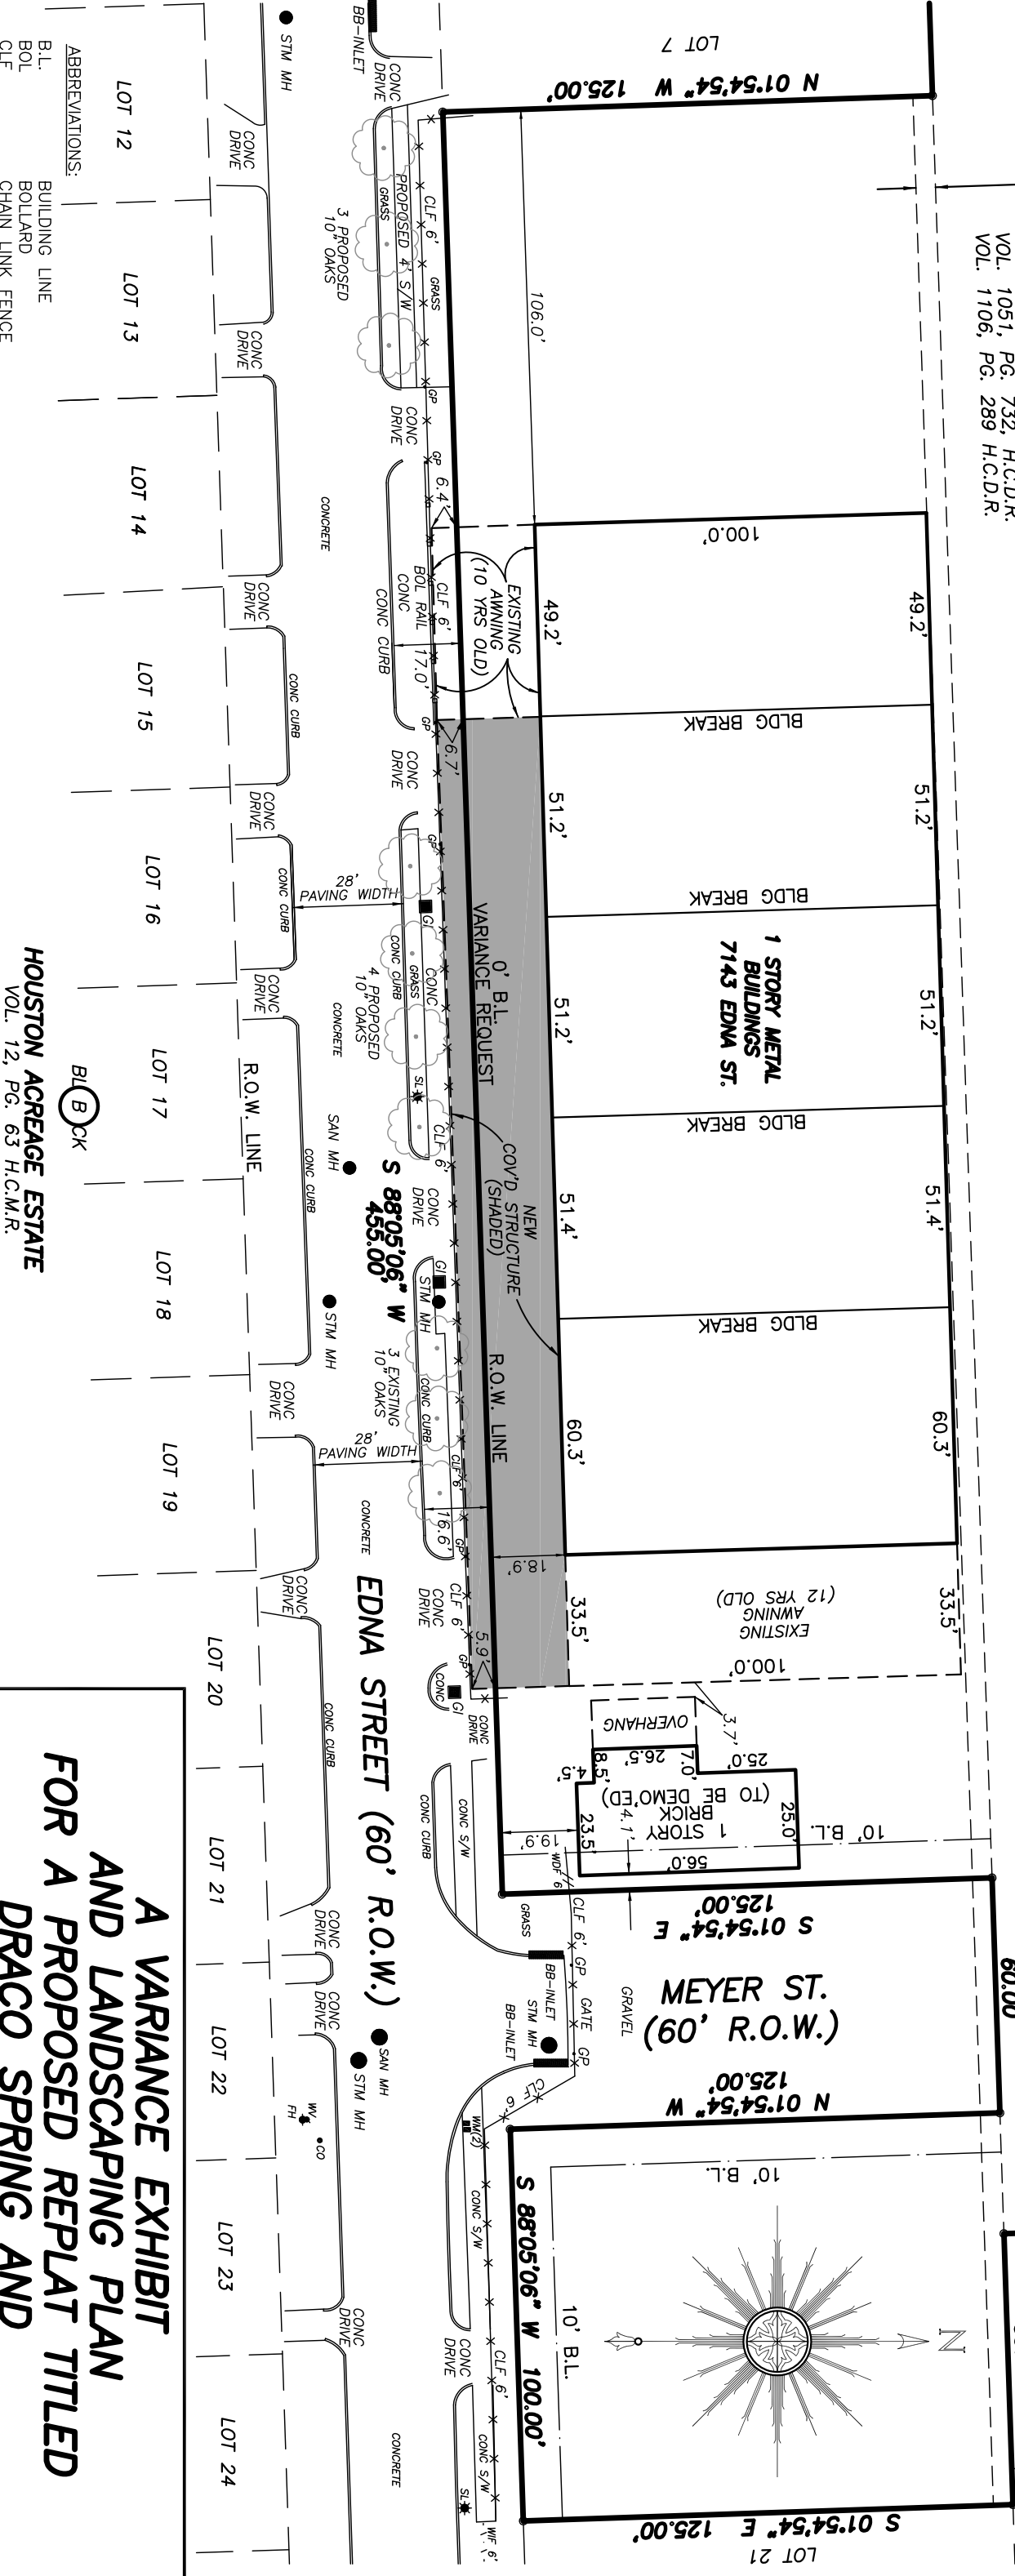 LOT 7
N 01°54'54" W 125.00'
VOL. 1051, PG. 732, H.C.D.R.
VOL. 1106, PG. 289 H.C.D.R.
BB-INLET
STM MH
CONC
DRIVE
CLF 6'
GRASS
PROPOSED 4' S/W
GRASS
3 PROPOSED
10" OAKS
106.0'
GP
CONC
DRIVE
GP
6.4'
EXISTING
AWNING
(10 YRS OLD)
CLF 6'
BOL RAIL
CONC
17.0'
CONC CURB
GP
6.7'
CONC
DRIVE
100.0'
49.2'
49.2'
BLDG BREAK
51.2'
51.2'
BLDG BREAK
1 STORY METAL
BUILDINGS
7143 EDNA ST.
51.2'
51.2'
BLDG BREAK
51.4'
51.4'
BLDG BREAK
60.3'
60.3'
0' B.L.
VARIANCE REQUEST
NEW
COV'D STRUCTURE
(SHADED)
R.O.W. LINE
18.9'
33.5'
33.5'
EXISTING
AWNING
(12 YRS OLD)
100.0'
5.9'
GP
28'
PAVING WIDTH
GI
CONC
GRASS
CONC CURB
4 PROPOSED
10" OAKS
SL
CLF 6'
CONCRETE
SAN MH
S 88°05'06" W
455.00'
CONC
DRIVE
GI
STM MH
STM MH
3 EXISTING
10" OAKS
CONC CURB
CLF 6'
28'
PAVING WIDTH
16.6'
GP
CONCRETE
CLF 6'
CONC
DRIVE
CONC
GI
CONC
DRIVE
EDNA STREET (60' R.O.W.)
OVERHANG
3.7'
26.5'
8.5'
7.0'
4.5'
25.0'
1 STORY
BRICK
(TO BE DEMO'ED)
25.0'
23.5'
4.1'
56.0'
19.9'
10' B.L.
WDF 6'
CONC S/W
CONC CURB
GRASS
CLF 6'
GP
GATE
GP
GRAVEL
BB-INLET
STM MH
BB-INLET
S 01°54'54" E
125.00'
MEYER ST.
(60' R.O.W.)
60.00
N 01°54'54" W
125.00'
CLF 6'
WM(2)
CONC S/W
S 88°05'06" W 100.00'
10' B.L.
10' B.L.
N
CONC
DRIVE
CLF 6'
CONC S/W
SL
WIF 6'
S 01°54'54" E 125.00'
LOT 21
SAN MH
STM MH
WV
FH
CO
CONCRETE
CONCRETE
CONC
DRIVE
CONC
DRIVE
CONC
DRIVE
CONC CURB
CONC
DRIVE
CONC CURB
CONC
DRIVE
CONC CURB
CONC
DRIVE
CONC
DRIVE
CONC CURB
CONC
DRIVE
CONC
DRIVE
CONC
DRIVE
R.O.W. LINE
LOT 12
LOT 13
LOT 14
LOT 15
LOT 16
LOT 17
LOT 18
LOT 19
LOT 20
LOT 21
LOT 22
LOT 23
LOT 24
BLOCK
B
HOUSTON ACREAGE ESTATE
VOL. 12, PG. 63 H.C.M.R.
ABBREVIATIONS:
B.L. BUILDING LINE
BOL BOLLARD
CLF CHAIN LINK FENCE
A VARIANCE EXHIBIT
AND LANDSCAPING PLAN
FOR A PROPOSED REPLAT TITLED
DRACO SPRING AND